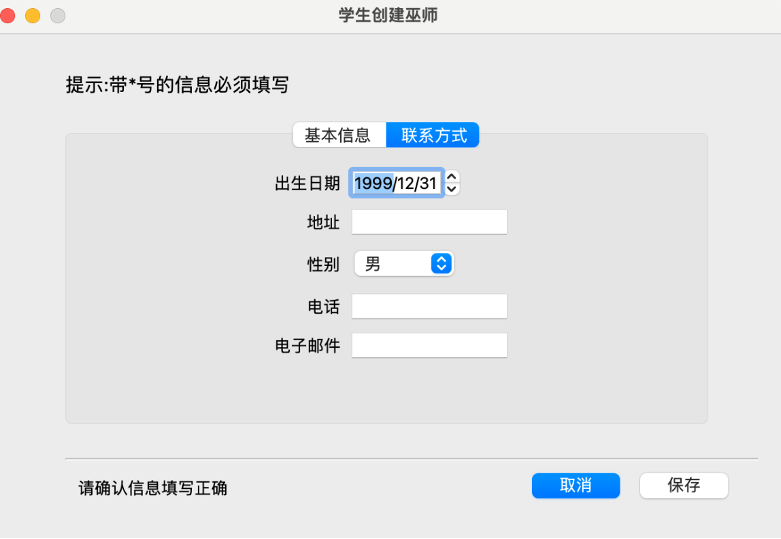 学生创建巫师
提示:带*号的信息必须填写
基本信息 联系方式
出生日期 1999/12/31
地址
性别 男
电话
电子邮件
请确认信息填写正确 取消 保存